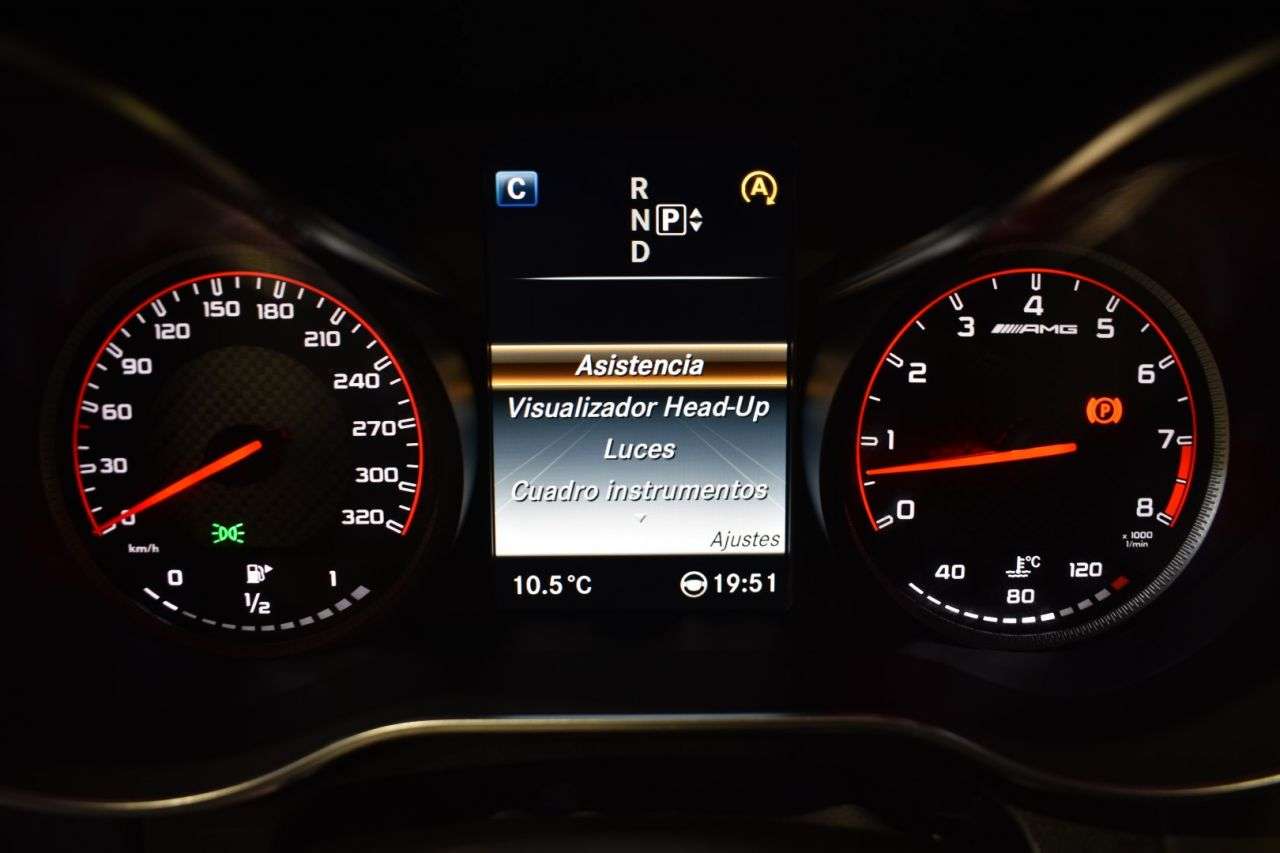 C
R
A
N P
D
0
30
60
90
120
150
180
210
240
270
300
320
km/h
0
1/2
1
Asistencia
Visualizador Head-Up
Luces
Cuadro instrumentos
Ajustes
10.5°C
19:51
0
1
2
3
4
5
6
7
8
AMG
P
x 1000
1/min
40
80
°C
120